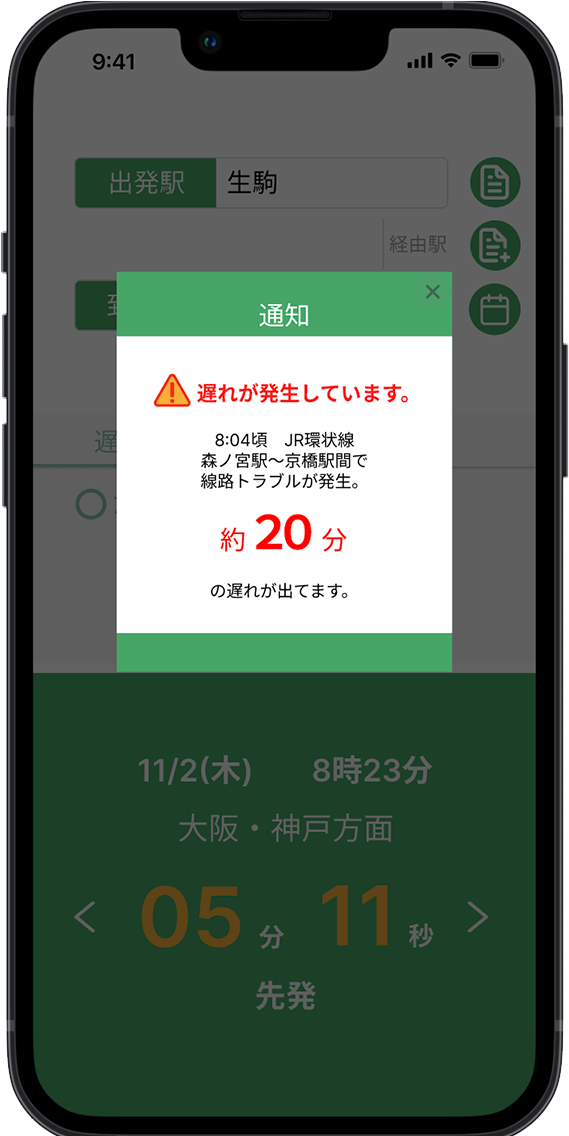 9:41
出発駅 生駒
経由駅
通知
遅れが発生しています。
8:04頃　JR環状線
森ノ宮駅〜京橋駅間で
線路トラブルが発生。
約 20 分
の遅れが出てます。
11/2(木) 8時23分
大阪・神戸方面
05 分 11 秒
先発